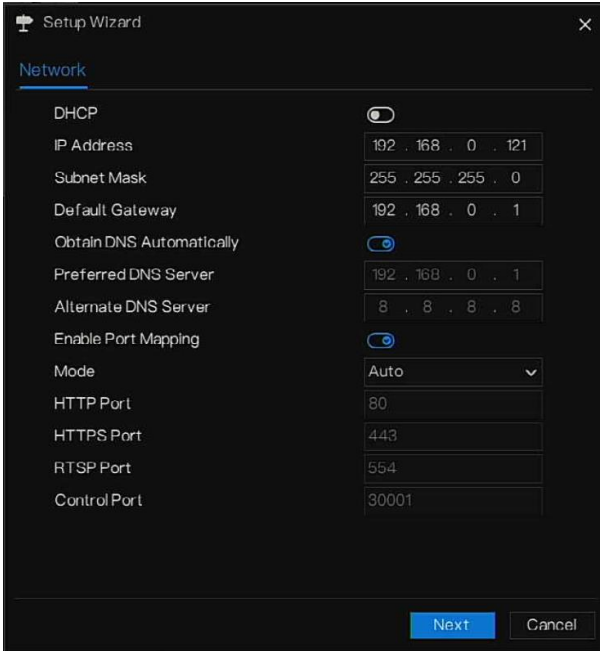 Setup Wizard
Network
DHCP
IP Address 192 . 168 . 0 . 121
Subnet Mask 255 . 255 . 255 . 0
Default Gateway 192 . 168 . 0 . 1
Obtain DNS Automatically
Preferred DNS Server 192 . 168 . 0 . 1
Alternate DNS Server 8 . 8 . 8 . 8
Enable Port Mapping
Mode Auto
HTTP Port 80
HTTPS Port 443
RTSP Port 554
Control Port 30001
Next Cancel